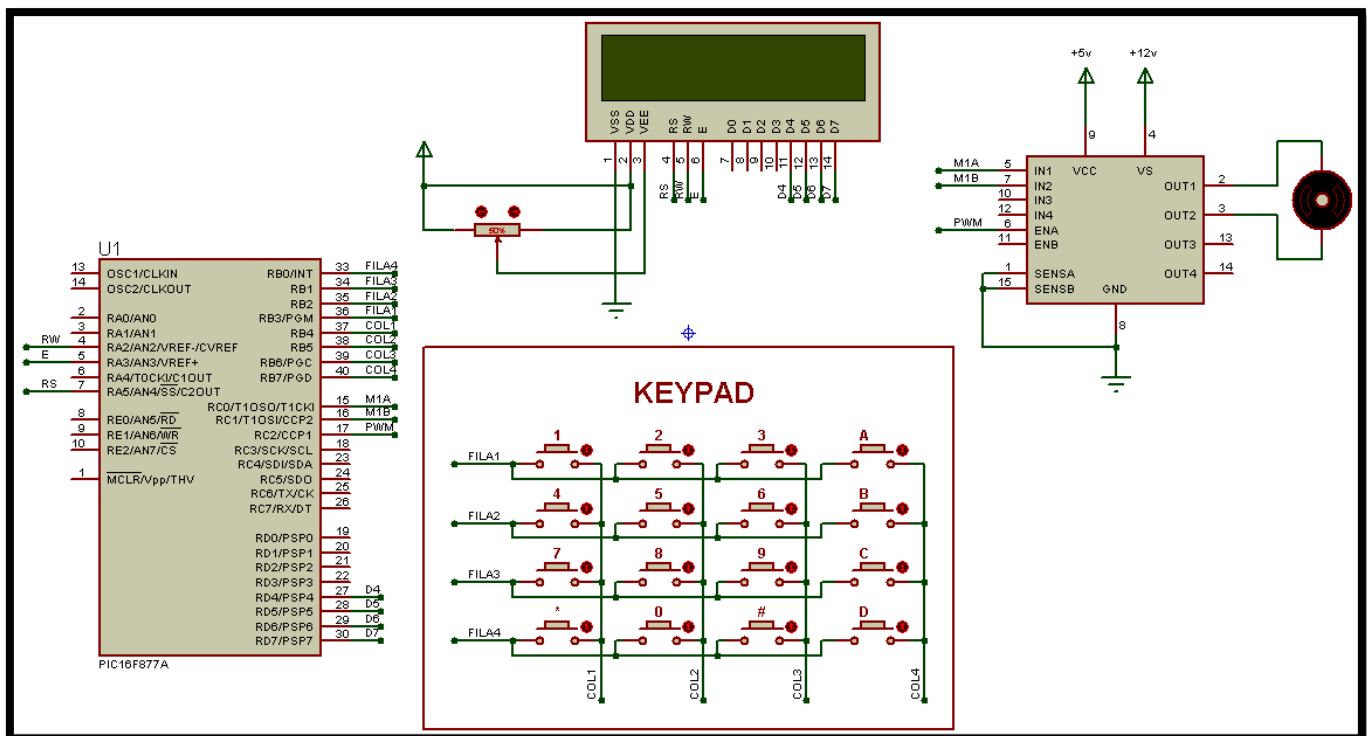 VSS
VDD
VEE
RS
RW
E
D0
D1
D2
D3
D4
D5
D6
D7
1
2
3
4
5
6
7
8
9
10
11
12
13
14
RS
RW
E
D4
D5
D6
D7
50%
+5v
+12v
9
4
M1A
5
IN1
VCC
VS
M1B
7
IN2
OUT1
2
10
IN3
12
IN4
OUT2
3
PWM
6
ENA
11
ENB
OUT3
13
1
SENSA
OUT4
14
15
SENSB
GND
8
U1
13
OSC1/CLKIN
RB0/INT
33
FILA4
14
OSC2/CLKOUT
RB1
34
FILA3
RB2
35
FILA2
2
RA0/AN0
RB3/PGM
36
FILA1
3
RA1/AN1
RB4
37
COL1
RW
4
RA2/AN2/VREF-/CVREF
RB5
38
COL2
E
5
RA3/AN3/VREF+
RB6/PGC
39
COL3
6
RA4/T0CKI/C1OUT
RB7/PGD
40
COL4
RS
7
RA5/AN4/SS/C2OUT
RC0/T1OSO/T1CKI
15
M1A
8
RE0/AN5/RD
RC1/T1OSI/CCP2
16
M1B
9
RE1/AN6/WR
RC2/CCP1
17
PWM
10
RE2/AN7/CS
RC3/SCK/SCL
18
RC4/SDI/SDA
23
1
MCLR/Vpp/THV
RC5/SDO
24
RC6/TX/CK
25
RC7/RX/DT
26
RD0/PSP0
19
RD1/PSP1
20
RD2/PSP2
21
RD3/PSP3
22
RD4/PSP4
27
D4
RD5/PSP5
28
D5
RD6/PSP6
29
D6
RD7/PSP7
30
D7
PIC16F877A
KEYPAD
1
2
3
A
FILA1
4
5
6
B
FILA2
7
8
9
C
FILA3
*
0
#
D
FILA4
COL1
COL2
COL3
COL4